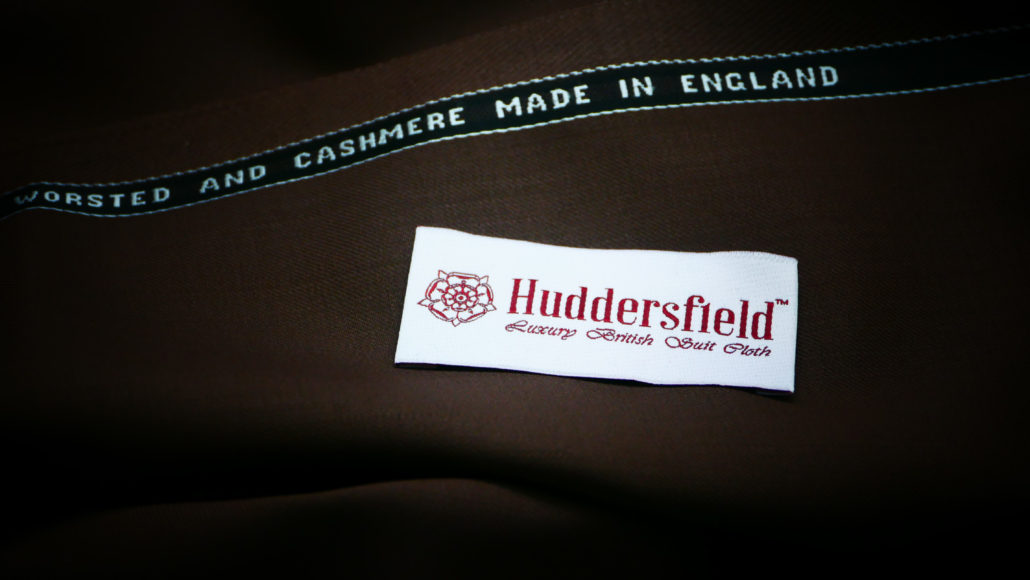 WORSTED AND CASHMERE MADE IN ENGLAND
Huddersfield™
Luxury British Suit Cloth